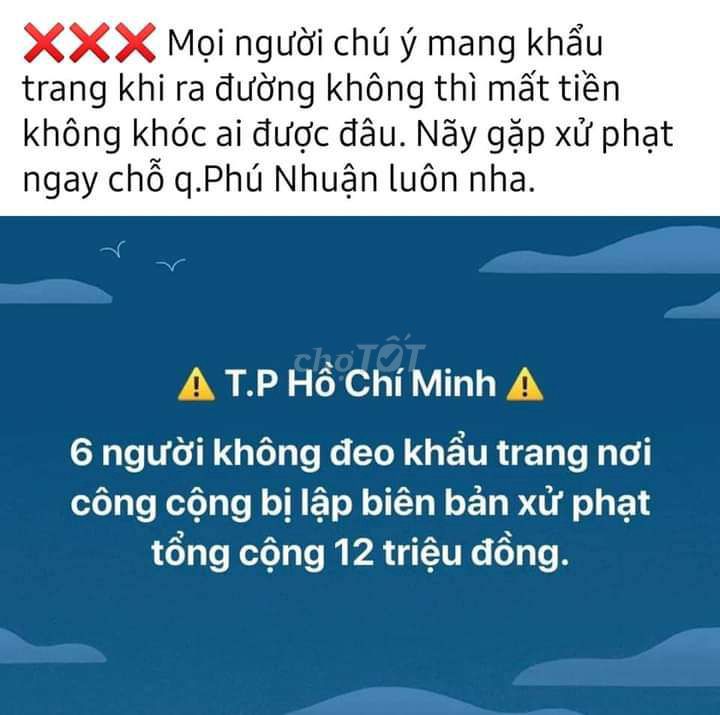 ❌❌❌ Mọi người chú ý mang khẩu
trang khi ra đường không thì mất tiền
không khóc ai được đâu. Nãy gặp xử phạt
ngay chỗ q.Phú Nhuận luôn nha.
chợTỐT
⚠️ T.P Hồ Chí Minh ⚠️
6 người không đeo khẩu trang nơi
công cộng bị lập biên bản xử phạt
tổng cộng 12 triệu đồng.